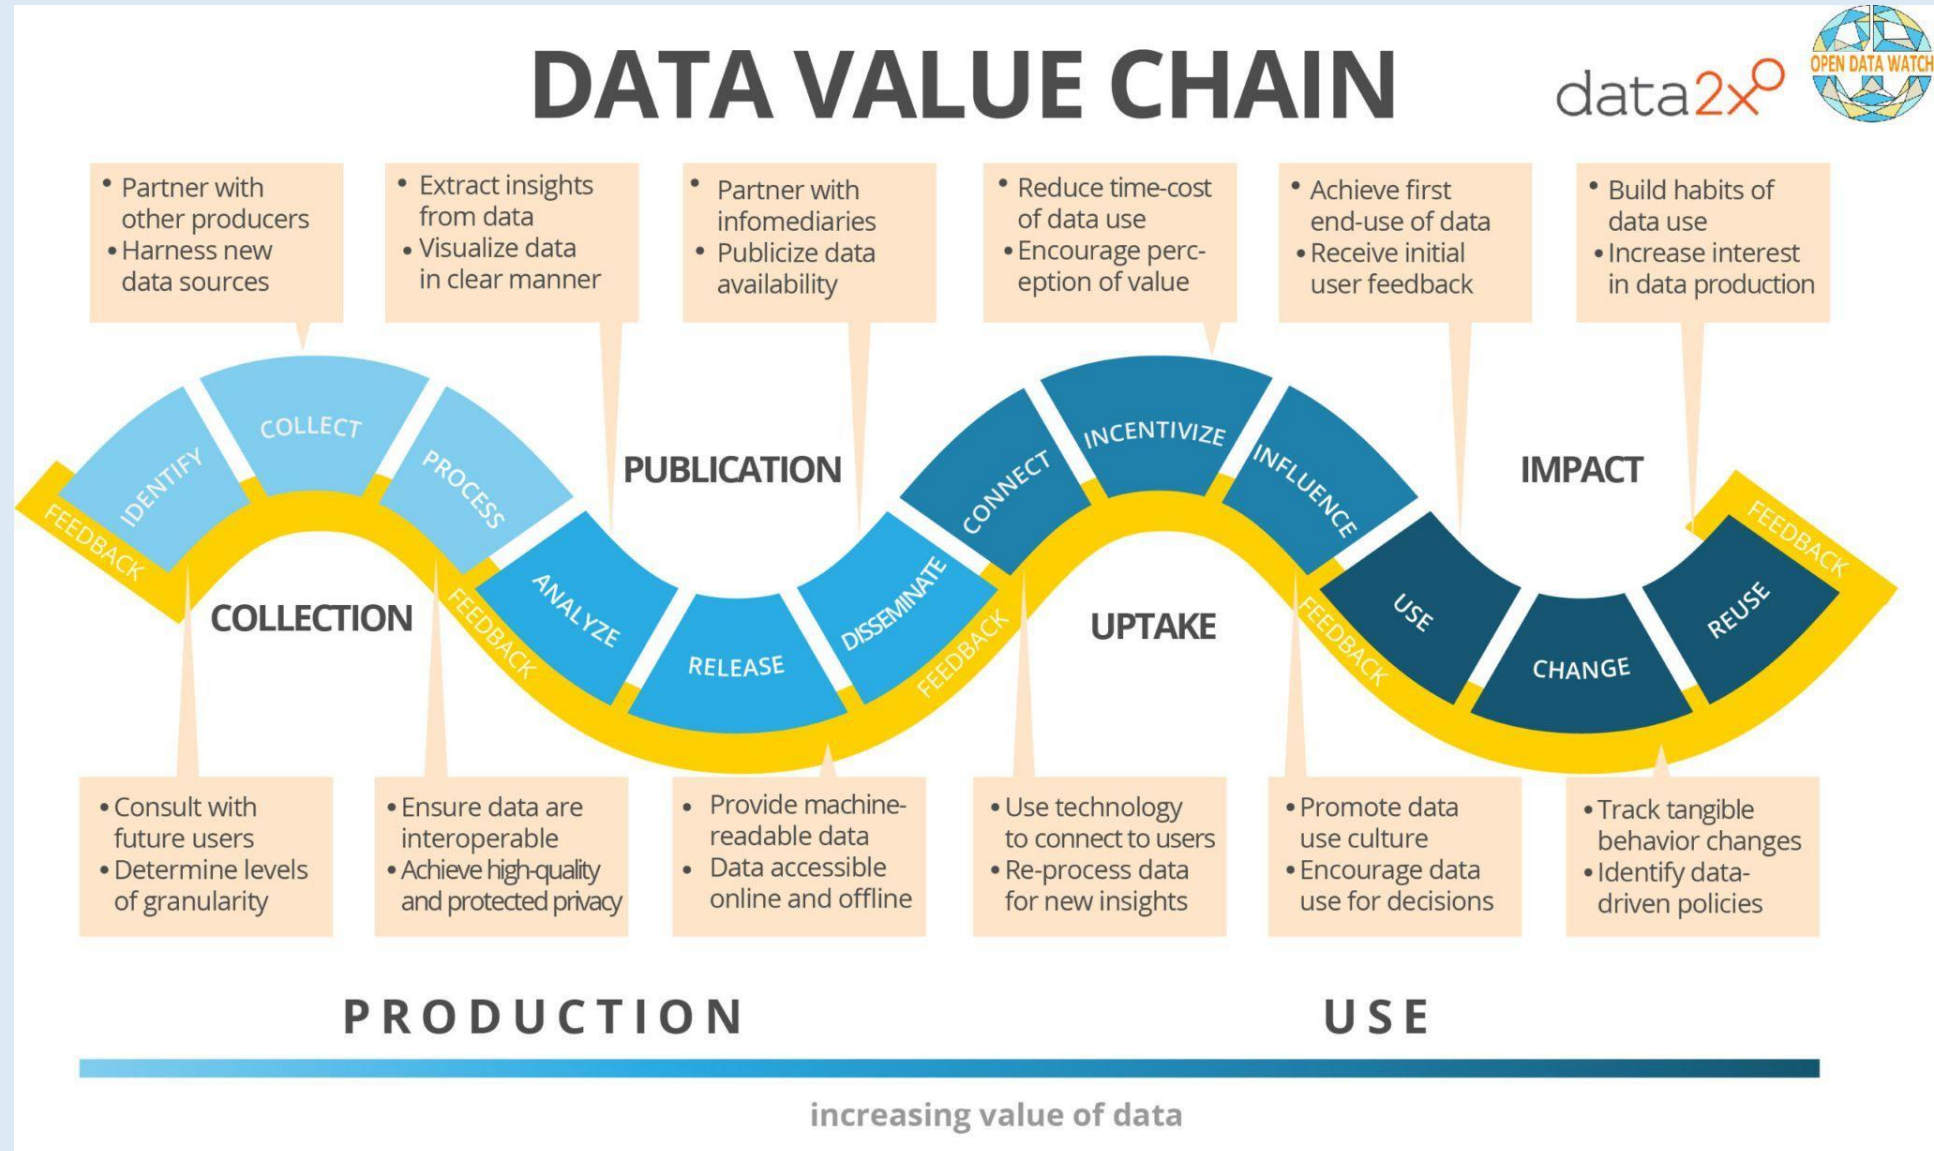 DATA VALUE CHAIN
data2x
OPEN DATA WATCH
• Partner with
other producers
• Harness new
data sources
• Extract insights
from data
• Visualize data
in clear manner
• Partner with
infomediaries
• Publicize data
availability
• Reduce time-cost
of data use
• Encourage perc-
eption of value
• Achieve first
end-use of data
• Receive initial
user feedback
• Build habits of
data use
• Increase interest
in data production
IDENTIFY
COLLECT
PROCESS
ANALYZE
RELEASE
DISSEMINATE
CONNECT
INCENTIVIZE
INFLUENCE
USE
CHANGE
REUSE
FEEDBACK
FEEDBACK
FEEDBACK
FEEDBACK
FEEDBACK
COLLECTION
PUBLICATION
UPTAKE
IMPACT
• Consult with
future users
• Determine levels
of granularity
• Ensure data are
interoperable
• Achieve high-quality
and protected privacy
• Provide machine-
readable data
• Data accessible
online and offline
• Use technology
to connect to users
• Re-process data
for new insights
• Promote data
use culture
• Encourage data
use for decisions
• Track tangible
behavior changes
• Identify data-
driven policies
PRODUCTION
USE
increasing value of data